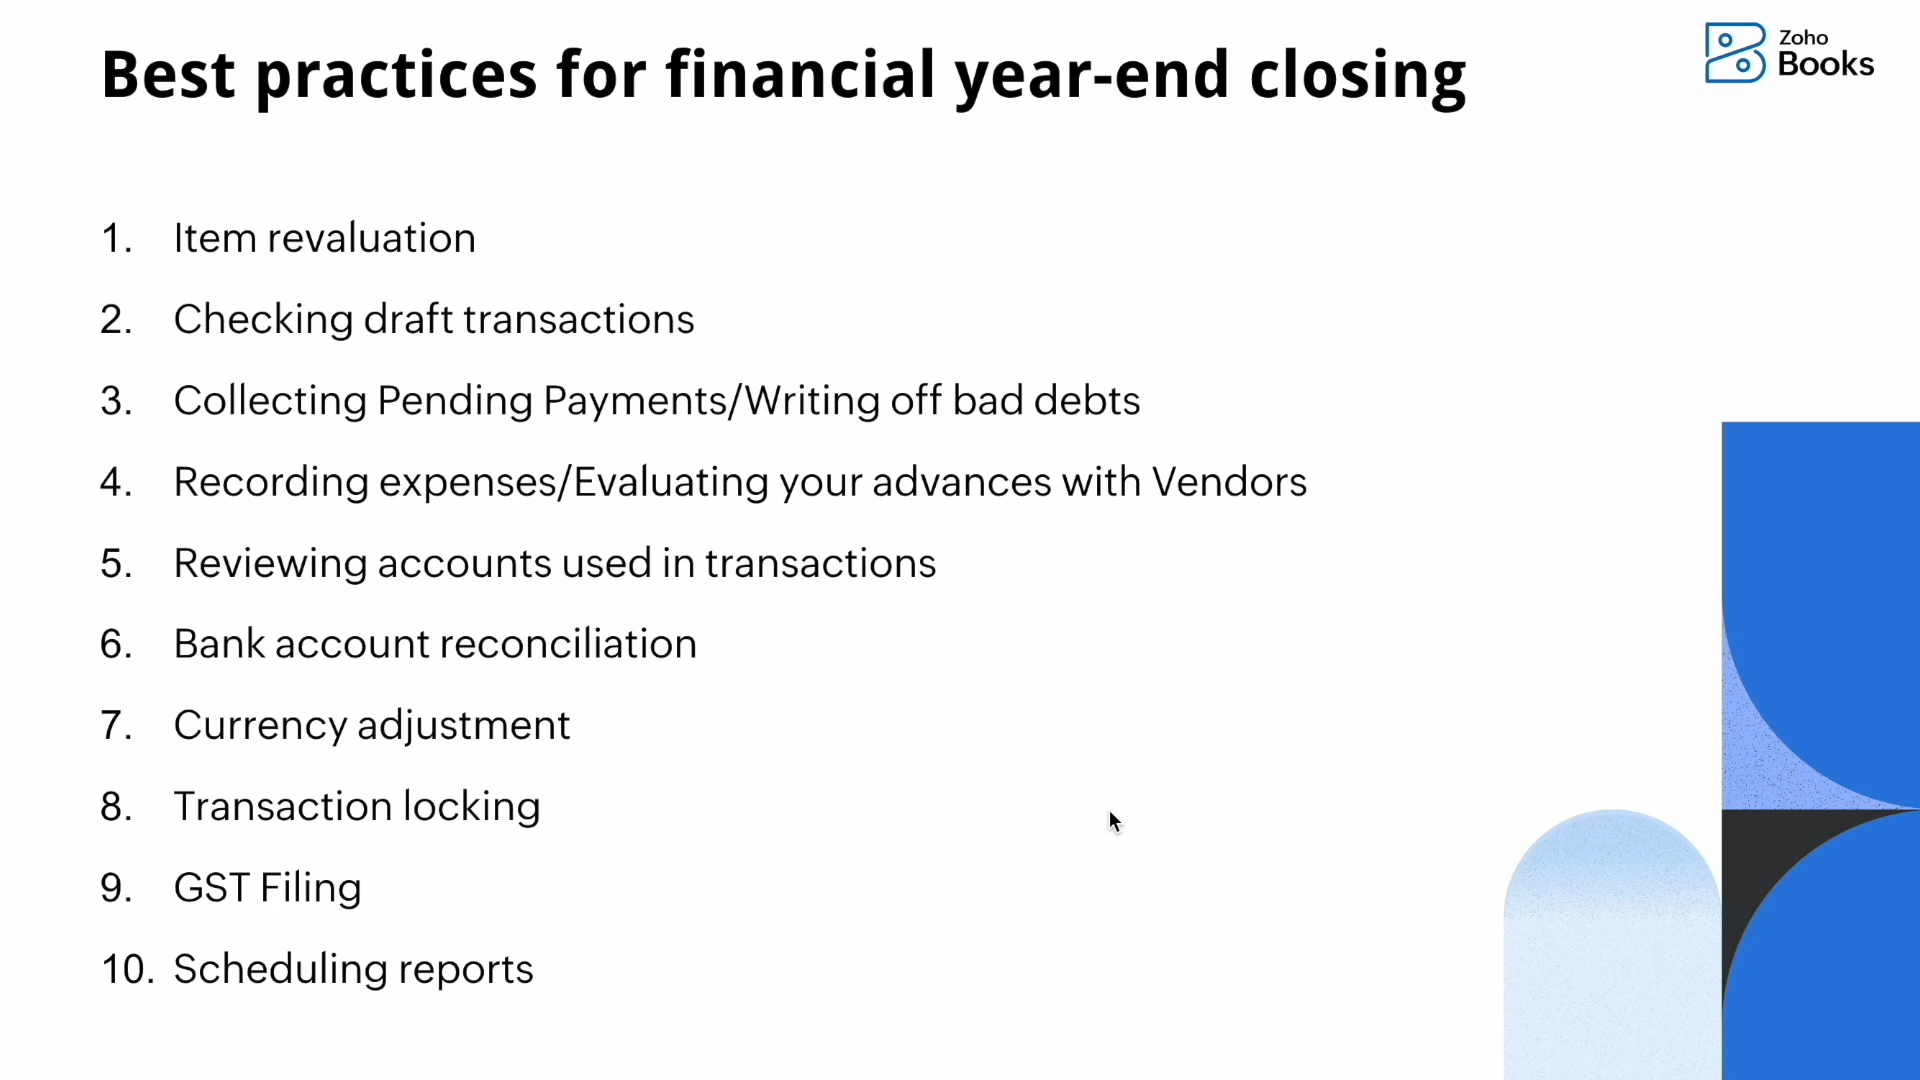 Best practices for financial year-end closing
Zoho
Books
1. Item revaluation
2. Checking draft transactions
3. Collecting Pending Payments/Writing off bad debts
4. Recording expenses/Evaluating your advances with Vendors
5. Reviewing accounts used in transactions
6. Bank account reconciliation
7. Currency adjustment
8. Transaction locking
9. GST Filing
10. Scheduling reports